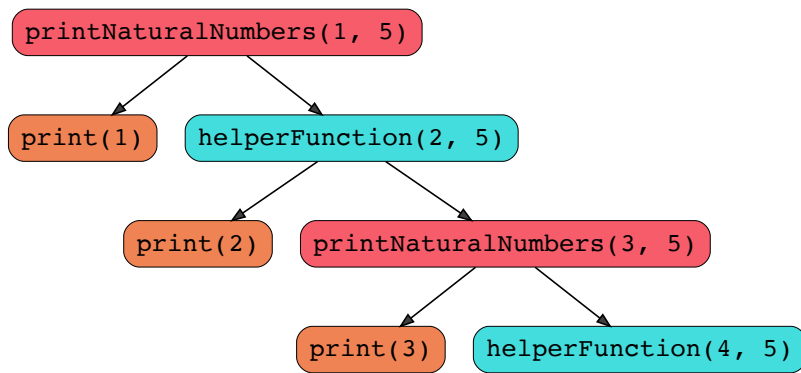 printNaturalNumbers(1, 5)
print(1)
helperFunction(2, 5)
print(2)
printNaturalNumbers(3, 5)
print(3)
helperFunction(4, 5)